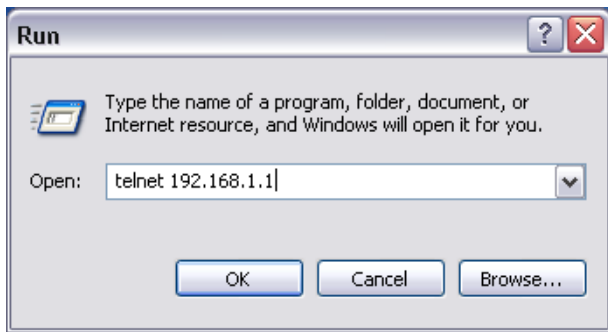 Run
Type the name of a program, folder, document, or
Internet resource, and Windows will open it for you.
Open: telnet 192.168.1.1
OK Cancel Browse...